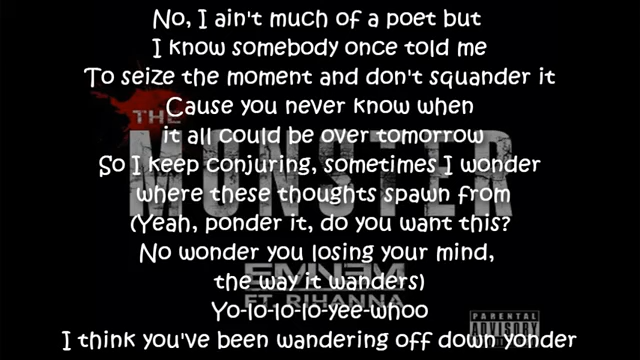 No, I ain't much of a poet but
I know somebody once told me
To seize the moment and don't squander it
Cause you never know when
THE
it all could be over tomorrow
MONSTER
So I keep conjuring, sometimes I wonder
where these thoughts spawn from
(Yeah, ponder it, do you want this?
No wonder you losing your mind,
EMINEM
the way it wanders)
FT. RIHANNA
Yo-lo-lo-lo-yee-whoo
PARENTAL
ADVISORY
I think you've been wandering off down yonder